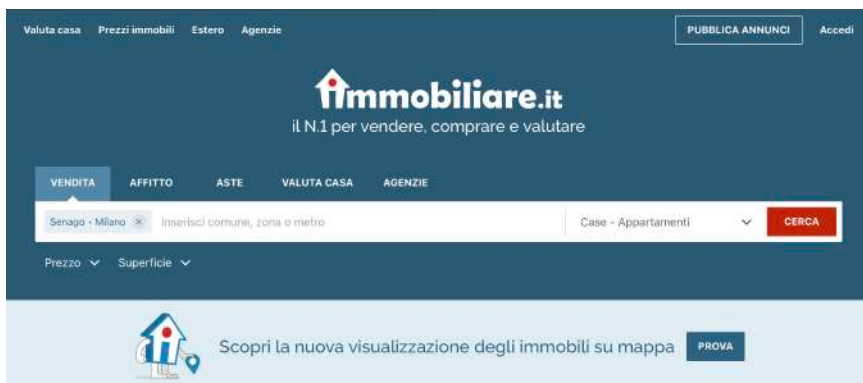 Valuta casa Prezzi immobili Estero Agenzie PUBBLICA ANNUNCI Accedi
immobiliare.it
il N.1 per vendere, comprare e valutare
VENDITA AFFITTO ASTE VALUTA CASA AGENZIE
Senago - Milano × Inserisci comune, zona o metro Case - Appartamenti CERCA
Prezzo Superficie
Scopri la nuova visualizzazione degli immobili su mappa PROVA